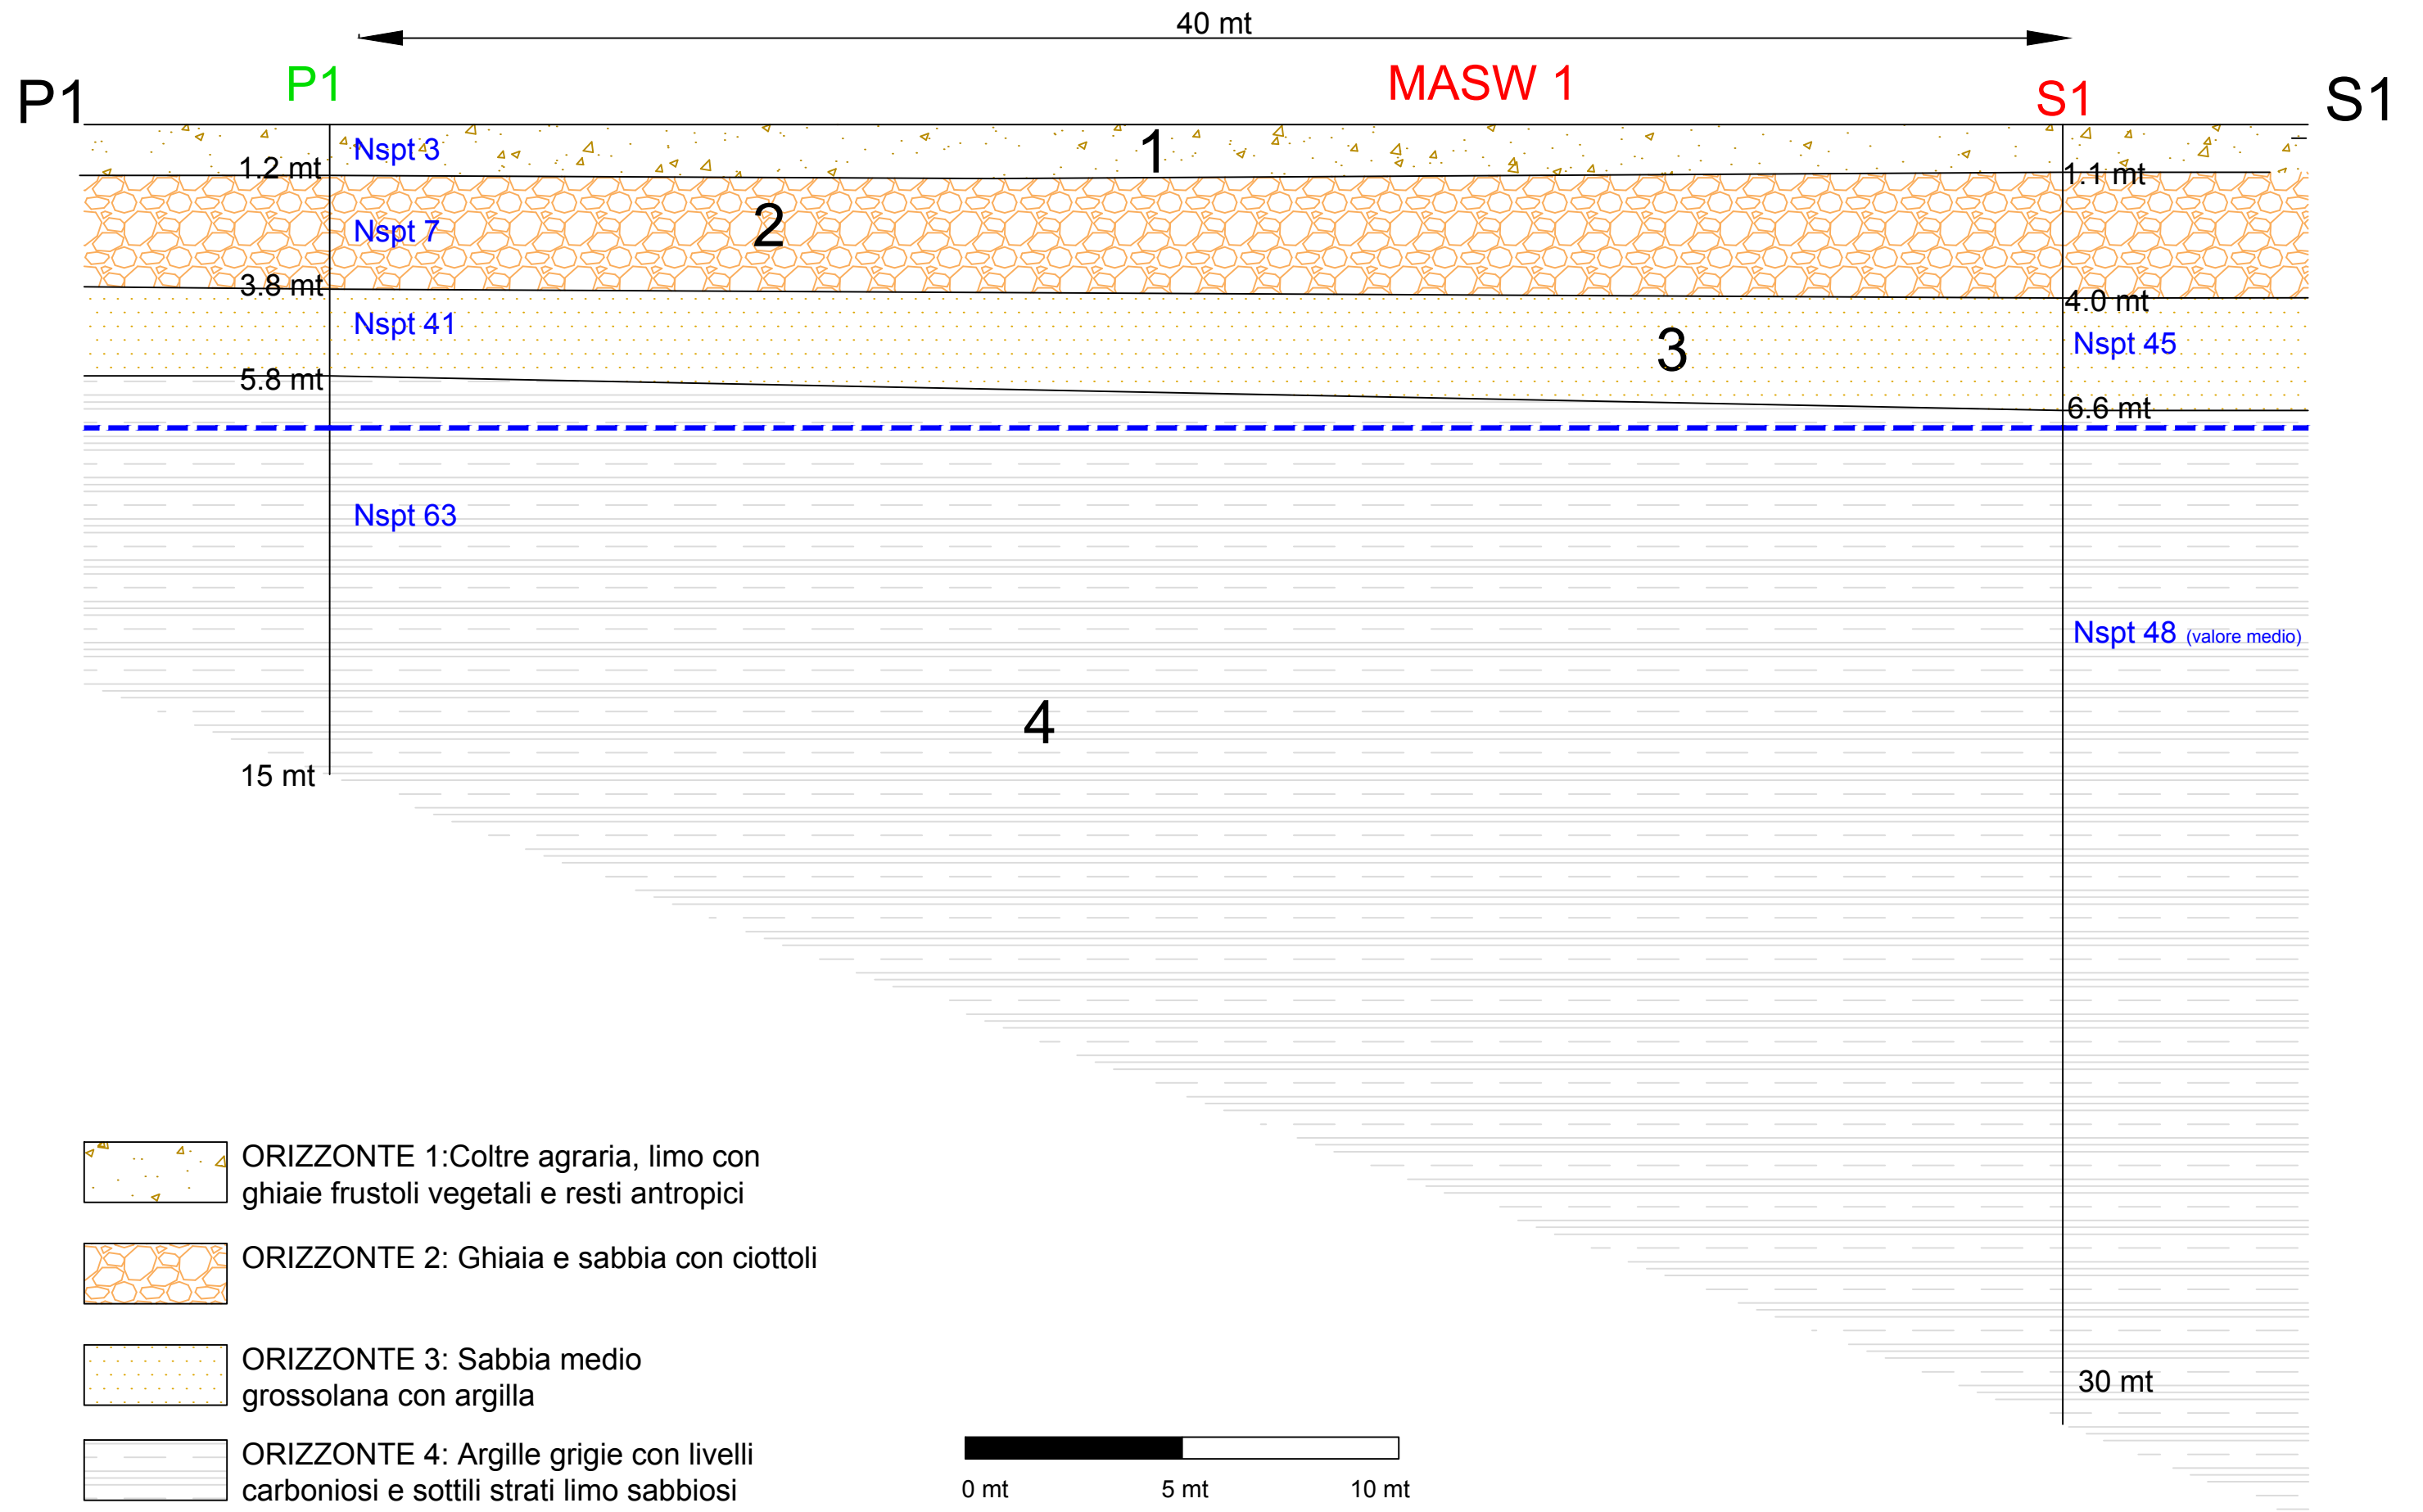 40 mt
P1
P1
MASW 1
S1
S1
1
Nspt 3
1.2 mt
1.1 mt
2
Nspt 7
3.8 mt
4.0 mt
Nspt 41
3
Nspt 45
5.8 mt
6.6 mt
Nspt 63
Nspt 48 (valore medio)
4
15 mt
30 mt
ORIZZONTE 1:Coltre agraria, limo con
ghiaie frustoli vegetali e resti antropici
ORIZZONTE 2: Ghiaia e sabbia con ciottoli
ORIZZONTE 3: Sabbia medio
grossolana con argilla
ORIZZONTE 4: Argille grigie con livelli
carboniosi e sottili strati limo sabbiosi
0 mt 5 mt 10 mt